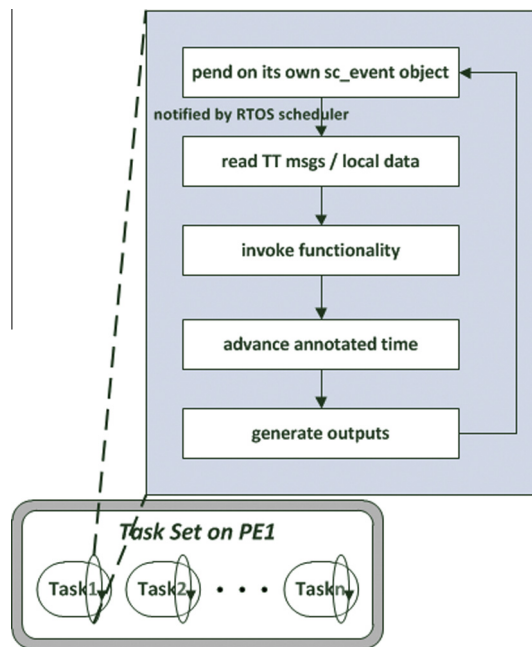 pend on its own sc_event object
notified by RTOS scheduler
read TT msgs / local data
invoke functionality
advance annotated time
generate outputs
Task Set on PE1
Task1 Task2 • • • Taskn